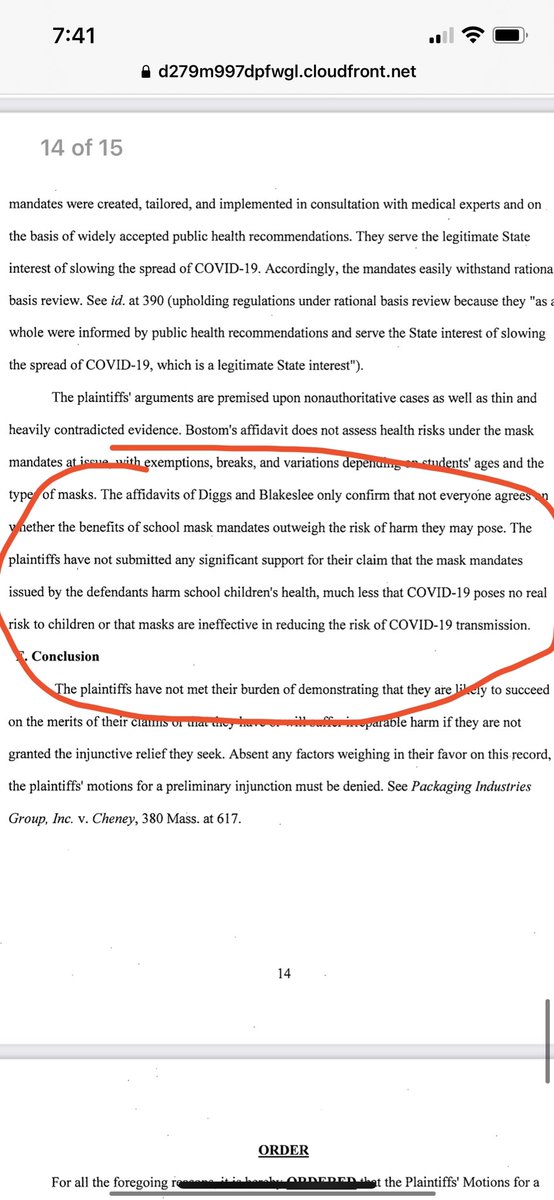 7:41
d279m997dpfwgl.cloudfront.net
14 of 15
mandates were created, tailored, and implemented in consultation with medical experts and on
the basis of widely accepted public health recommendations. They serve the legitimate State
interest of slowing the spread of COVID-19. Accordingly, the mandates easily withstand rationa
basis review. See id. at 390 (upholding regulations under rational basis review because they "as a
whole were informed by public health recommendations and serve the State interest of slowing
the spread of COVID-19, which is a legitimate State interest").
The plaintiffs' arguments are premised upon nonauthoritative cases as well as thin and
heavily contradicted evidence. Bostom's affidavit does not assess health risks under the mask
mandates at issue, with exemptions, breaks, and variations depending on students' ages and the
type of masks. The affidavits of Diggs and Blakeslee only confirm that not everyone agrees on
whether the benefits of school mask mandates outweigh the risk of harm they may pose. The
plaintiffs have not submitted any significant support for their claim that the mask mandates
issued by the defendants harm school children's health, much less that COVID-19 poses no real
risk to children or that masks are ineffective in reducing the risk of COVID-19 transmission.
Conclusion
The plaintiffs have not met their burden of demonstrating that they are likely to succeed
on the merits of their claims or that they have or will suffer irreparable harm if they are not
granted the injunctive relief they seek. Absent any factors weighing in their favor on this record,
the plaintiffs' motions for a preliminary injunction must be denied. See Packaging Industries
Group, Inc. v. Cheney, 380 Mass. at 617.
14
ORDER
For all the foregoing reasons, it is hereby ORDERED that the Plaintiffs' Motions for a